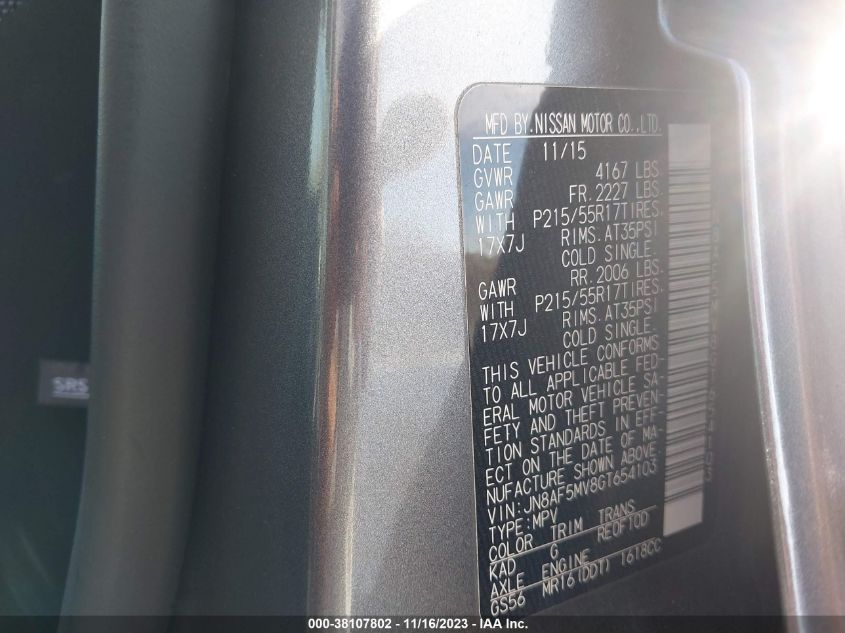 MFD BY.NISSAN MOTOR CO.,LTD.
DATE 11/15
GVWR 4167 LBS.
GAWR FR. 2227 LBS.
WITH P215/55R17TIRES.
17X7J RIMS. AT35PSI
COLD SINGLE.
GAWR RR. 2006 LBS.
WITH P215/55R17TIRES.
17X7J RIMS. AT35PSI
COLD SINGLE.
THIS VEHICLE CONFORMS
TO ALL APPLICABLE FED-
ERAL MOTOR VEHICLE SA-
FETY AND THEFT PREVEN-
TION STANDARDS IN EFF-
ECT ON THE DATE OF MA-
NUFACTURE SHOWN ABOVE.
VIN:JN8AF5MV8GT654103
TYPE:MPV
COLOR TRIM TRANS
KAD G RE0F10D
AXLE ENGINE
GS56 MR16(DDT) 1618CC
SRS
000-38107802 - 11/16/2023 - IAA Inc.